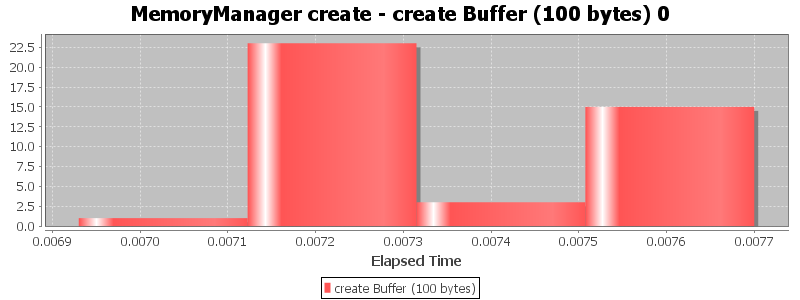 MemoryManager create - create Buffer (100 bytes) 0
22.5
20.0
17.5
15.0
12.5
10.0
7.5
5.0
2.5
0.0
0.0069 0.0070 0.0071 0.0072 0.0073 0.0074 0.0075 0.0076 0.0077
Elapsed Time
create Buffer (100 bytes)